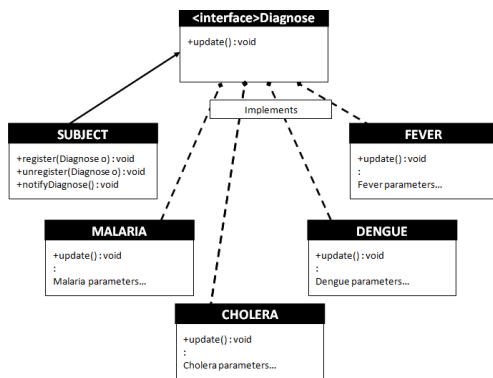 <interface>Diagnose
+update() : void
Implements
SUBJECT
+register(Diagnose o) : void
+unregister(Diagnose o) : void
+notifyDiagnose() : void
FEVER
+update() : void
:
Fever parameters...
MALARIA
+update() : void
:
Malaria parameters...
DENGUE
+update() : void
:
Dengue parameters...
CHOLERA
+update() : void
:
Cholera parameters...